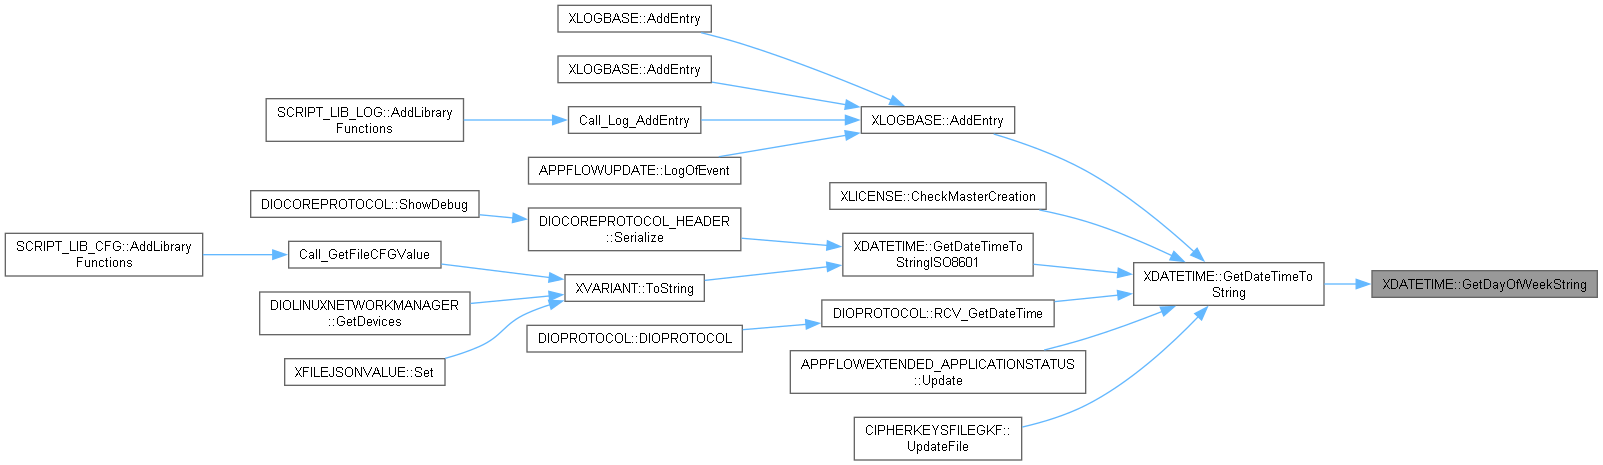 XLOGBASE::AddEntry
XLOGBASE::AddEntry
SCRIPT_LIB_LOG::AddLibrary
Functions
Call_Log_AddEntry
XLOGBASE::AddEntry
APPFLOWUPDATE::LogOfEvent
DIOCOREPROTOCOL::ShowDebug
DIOCOREPROTOCOL_HEADER
::Serialize
XLICENSE::CheckMasterCreation
SCRIPT_LIB_CFG::AddLibrary
Functions
Call_GetFileCFGValue
XDATETIME::GetDateTimeTo
StringISO8601
XVARIANT::ToString
XDATETIME::GetDateTimeTo
String
XDATETIME::GetDayOfWeekString
DIOLINUXNETWORKMANAGER
::GetDevices
DIOPROTOCOL::RCV_GetDateTime
DIOPROTOCOL::DIOPROTOCOL
XFILEJSONVALUE::Set
APPFLOWEXTENDED_APPLICATIONSTATUS
::Update
CIPHERKEYSFILEGKF::
UpdateFile